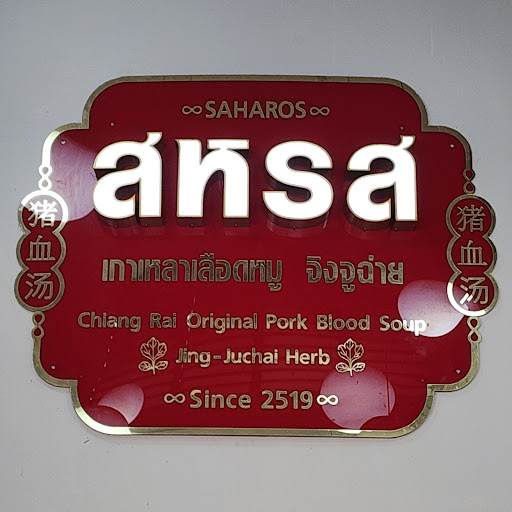 ∞SAHAROS∞
สหรส
เกาเหลาเลือดหมู จิงจูฉ่าย
Chiang Rai Original Pork Blood Soup
Jing-Juchai Herb
∞Since 2519∞
猪血汤
猪血汤